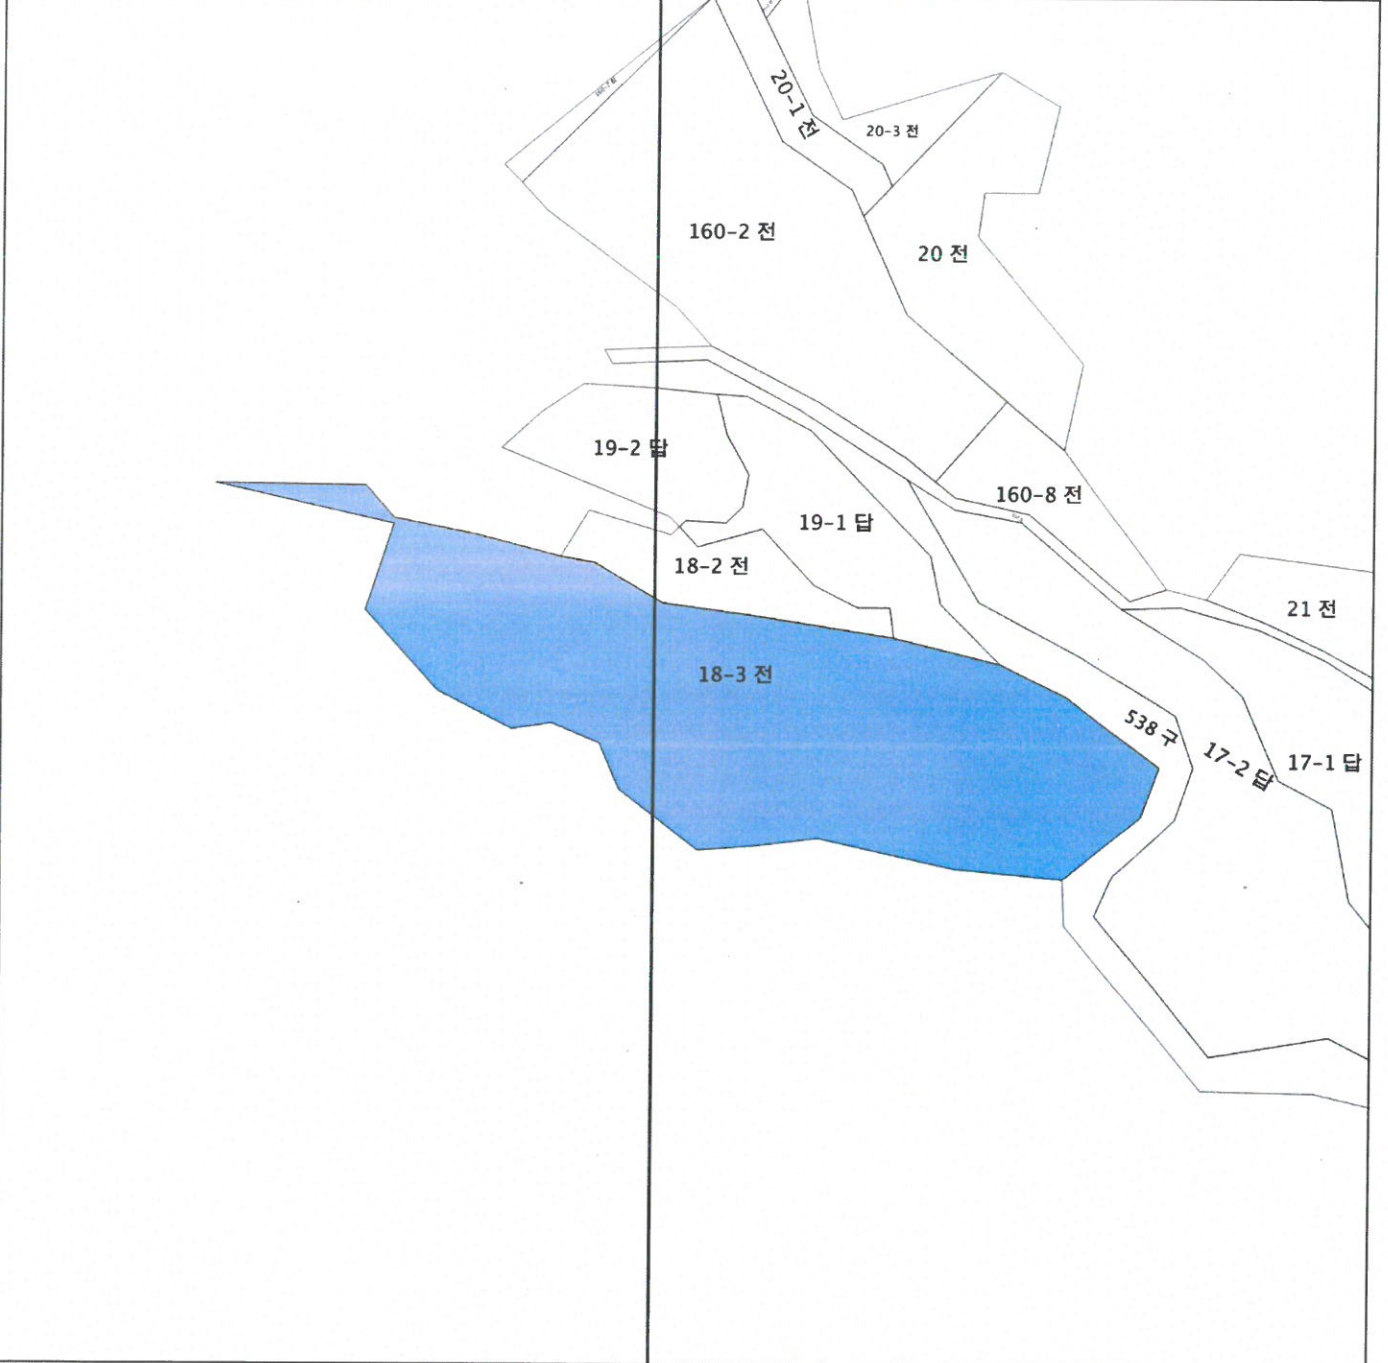 20-1 전
20-3 전
160-2 전
20 전
19-2 답
160-8 전
19-1 답
18-2 전
21 전
18-3 전
538 구
17-2 답
17-1 답